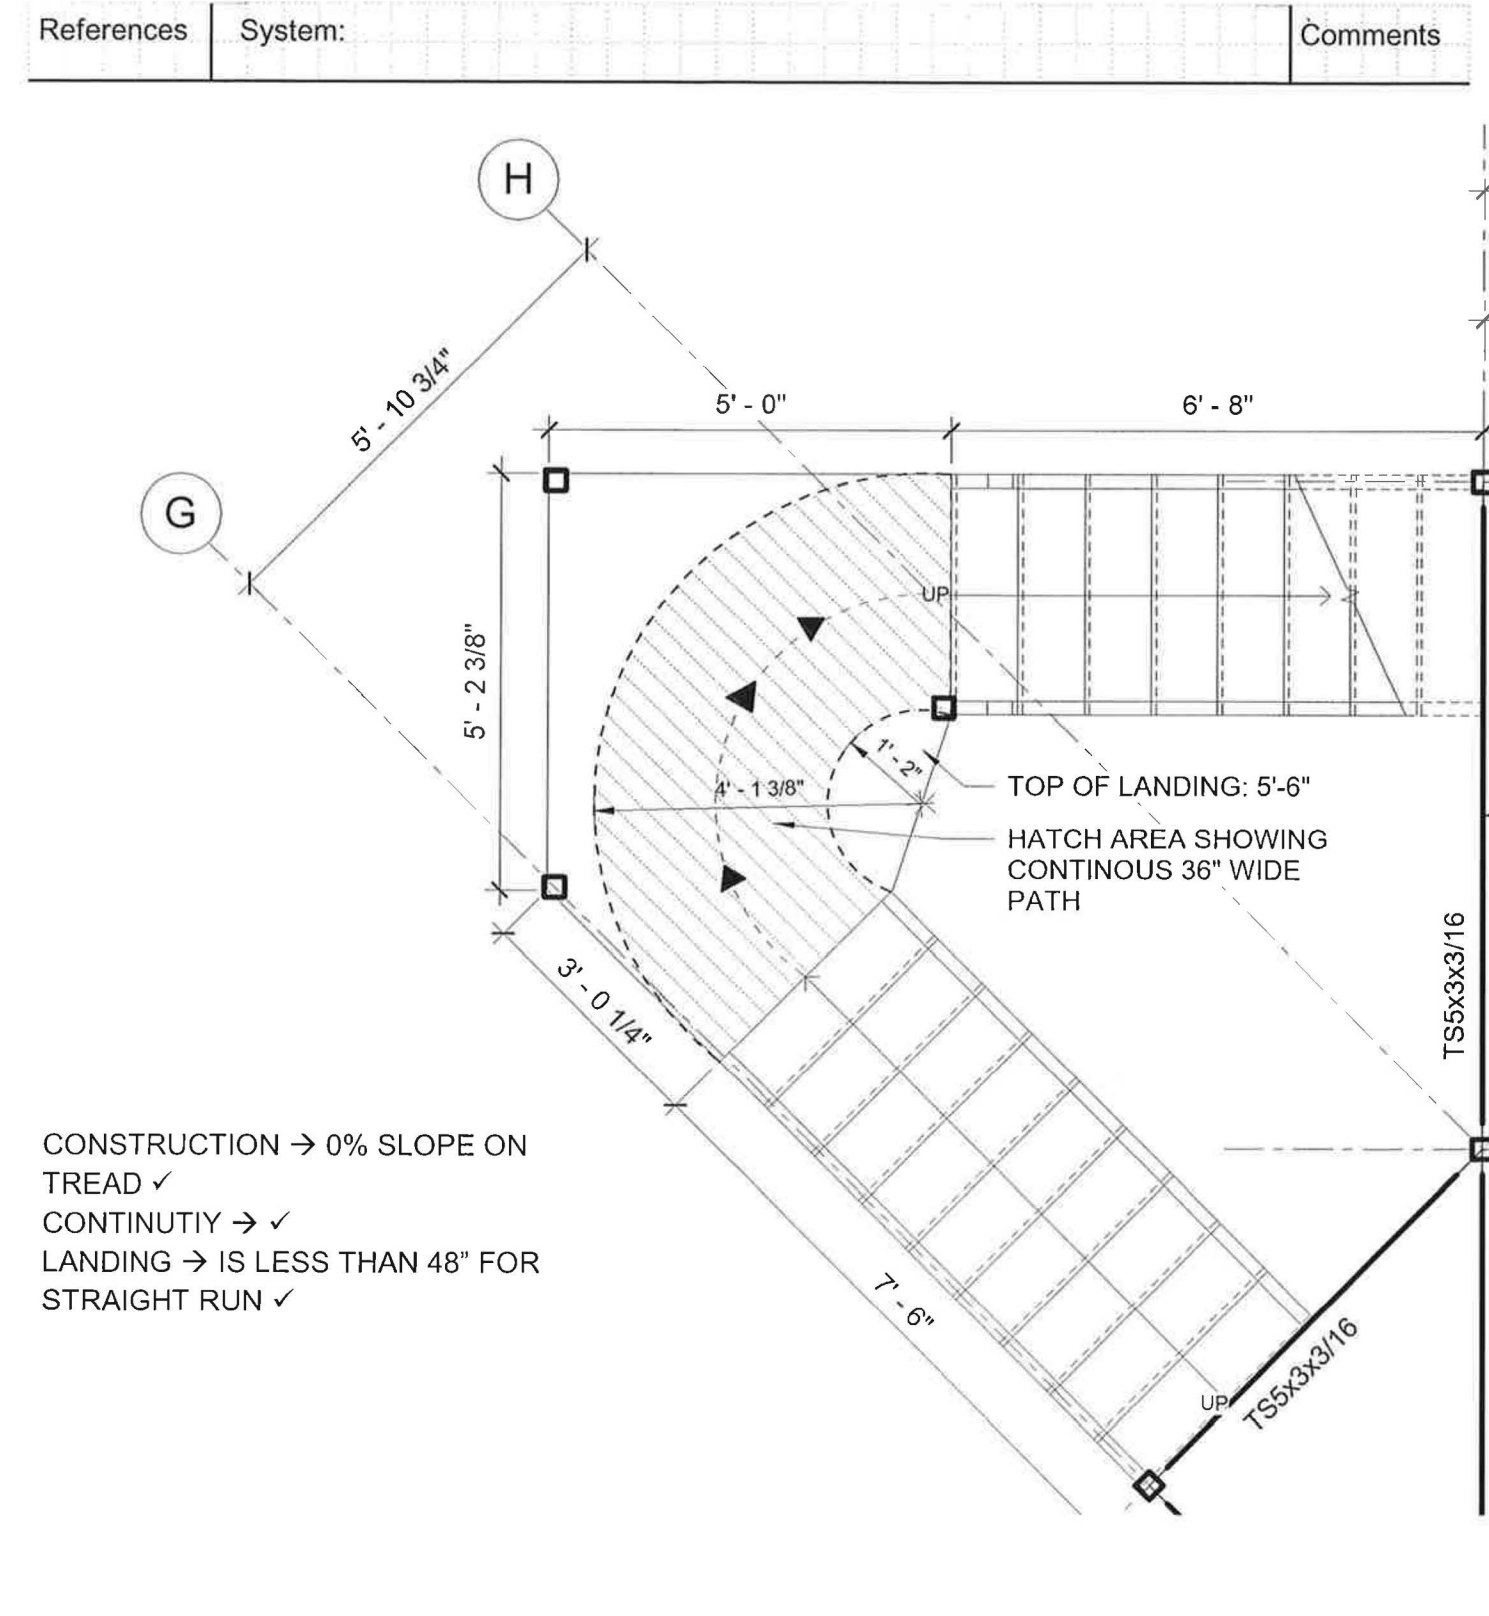 References
System:
Comments
H
5' - 10 3/4"
G
5' - 0"
6' - 8"
5' - 2 3/8"
UP
1' - 2"
4' - 1 3/8"
TOP OF LANDING: 5'-6"
HATCH AREA SHOWING
CONTINOUS 36" WIDE
PATH
TS5x3x3/16
3' - 0 1/4"
CONSTRUCTION → 0% SLOPE ON
TREAD ✓
CONTINUTIY → ✓
LANDING → IS LESS THAN 48” FOR
STRAIGHT RUN ✓
7' - 6"
UP
TS5x3x3/16